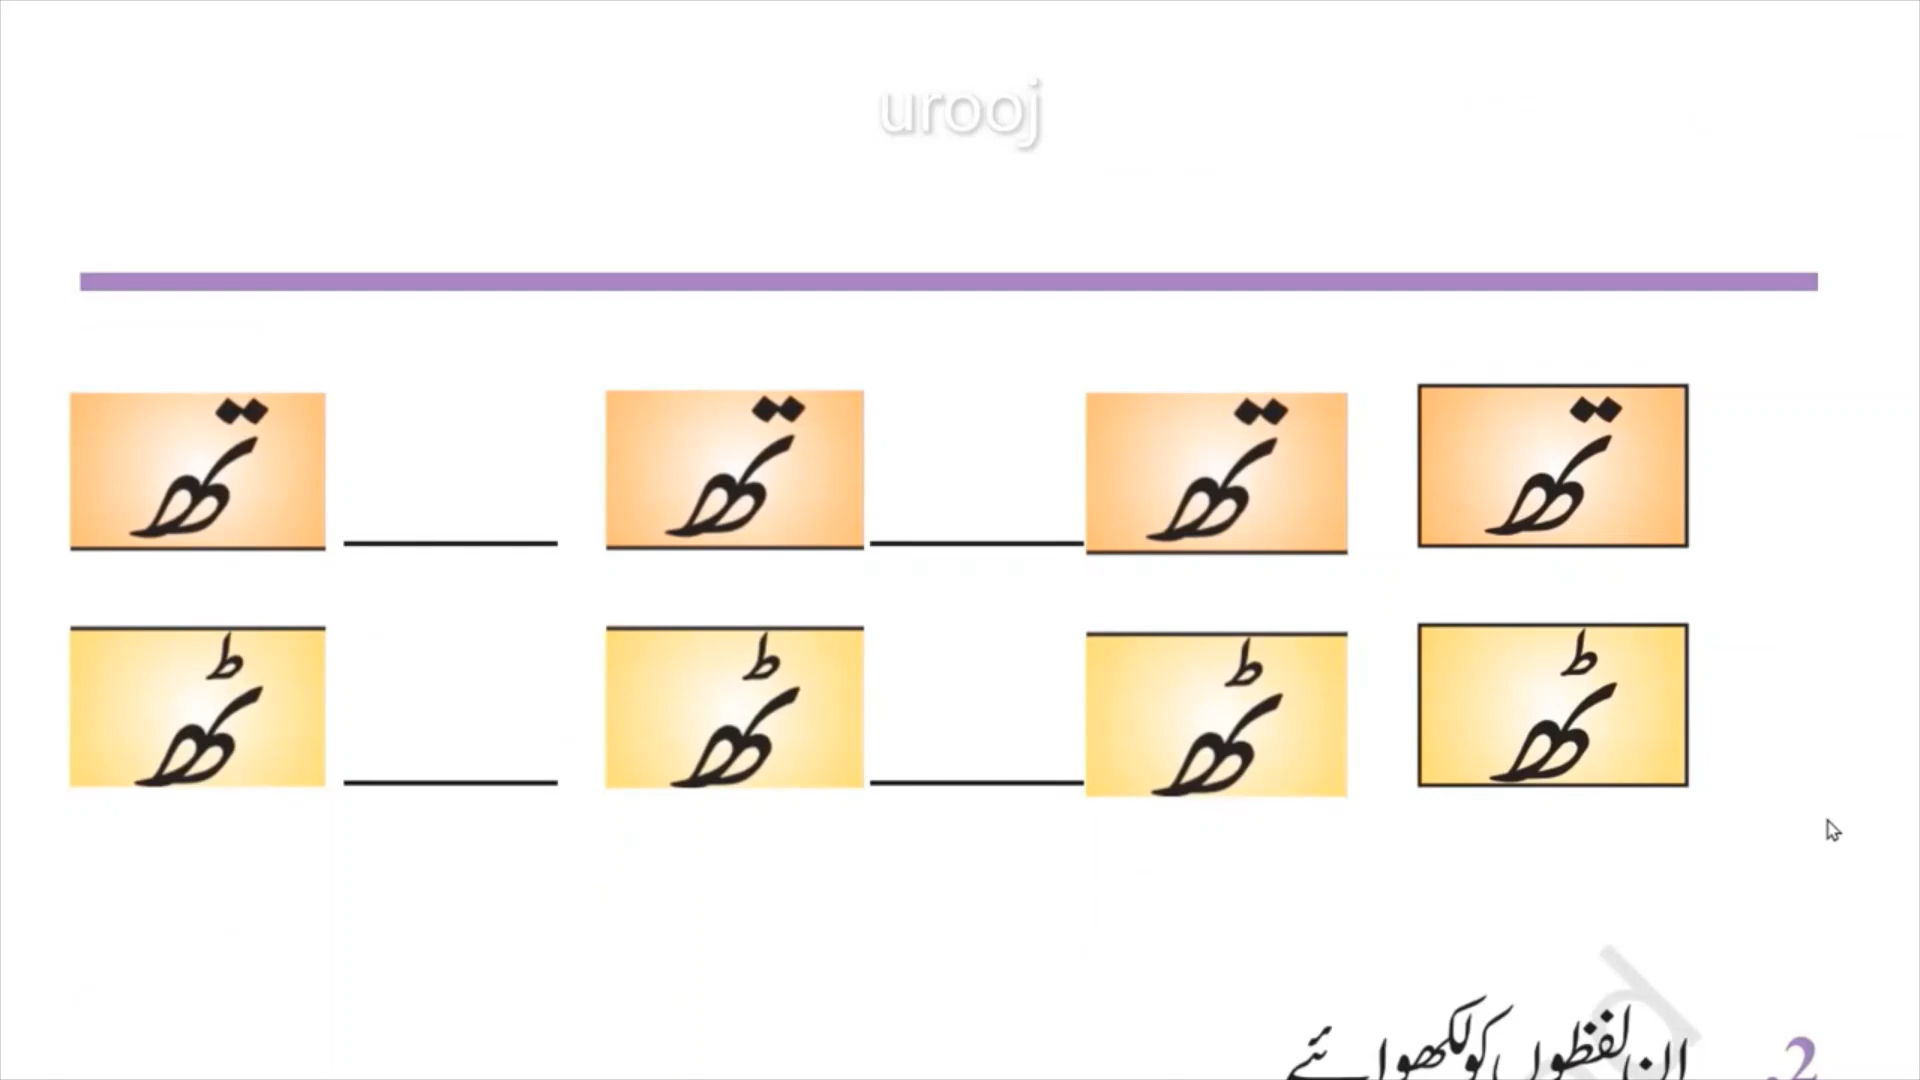 urooj
تھ تھ تھ تھ
ٹھ ٹھ ٹھ ٹھ
2. ان لفظوں کو لکھوائیے